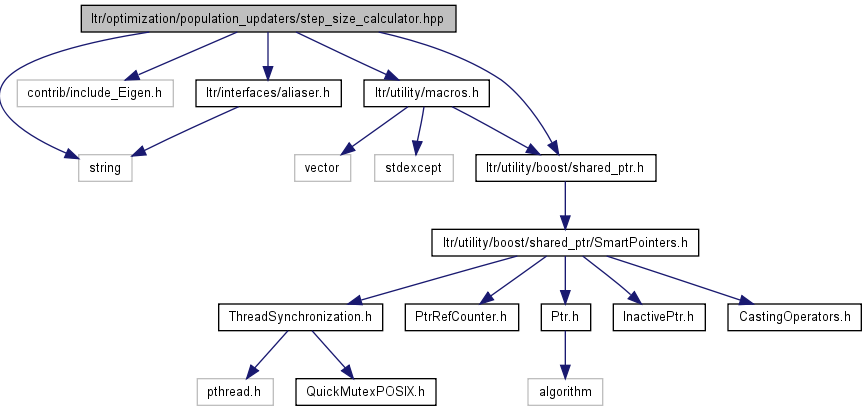 ltr/optimization/population_updaters/step_size_calculator.hpp
contrib/include_Eigen.h
ltr/interfaces/aliaser.h
ltr/utility/macros.h
string
vector
stdexcept
ltr/utility/boost/shared_ptr.h
ltr/utility/boost/shared_ptr/SmartPointers.h
ThreadSynchronization.h
PtrRefCounter.h
Ptr.h
InactivePtr.h
CastingOperators.h
pthread.h
QuickMutexPOSIX.h
algorithm